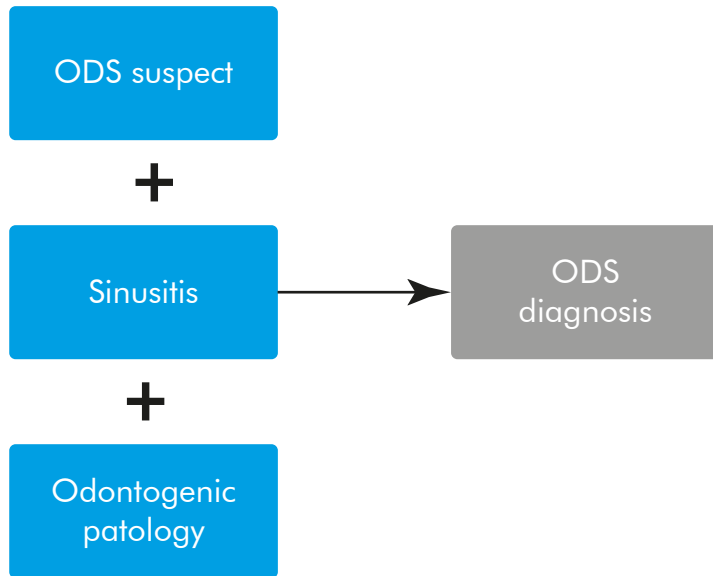 ODS suspect
+
Sinusitis
ODS
diagnosis
+
Odontogenic
patology